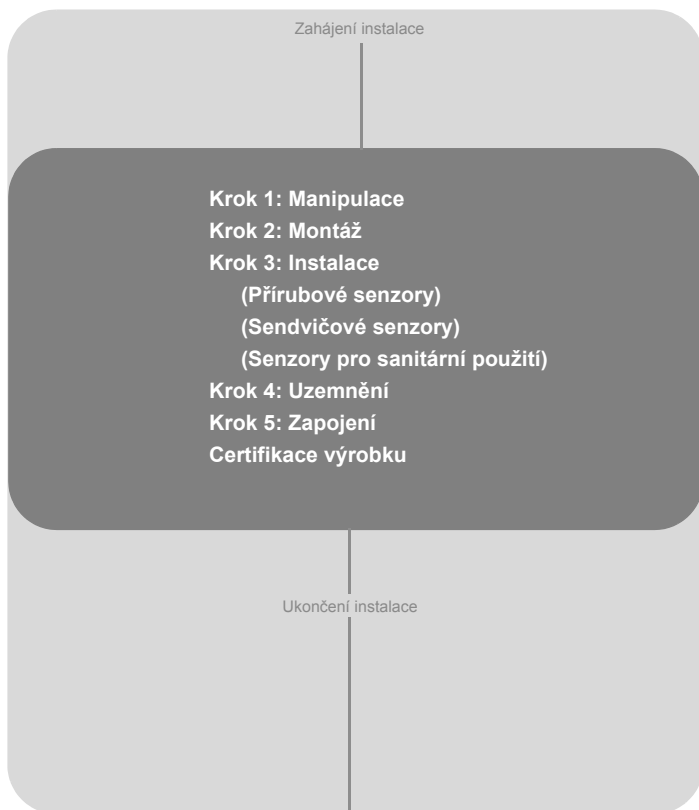 Zahájení instalace
Krok 1: Manipulace
Krok 2: Montáž
Krok 3: Instalace
(Přírubové senzory)
(Sendvičové senzory)
(Senzory pro sanitární použití)
Krok 4: Uzemnění
Krok 5: Zapojení
Certifikace výrobku
Ukončení instalace